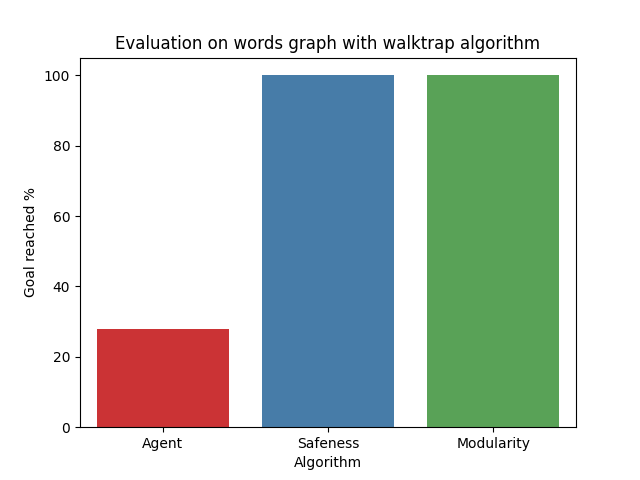 Evaluation on words graph with walktrap algorithm
Goal reached %
100
80
60
40
20
0
Agent Safeness Modularity
Algorithm